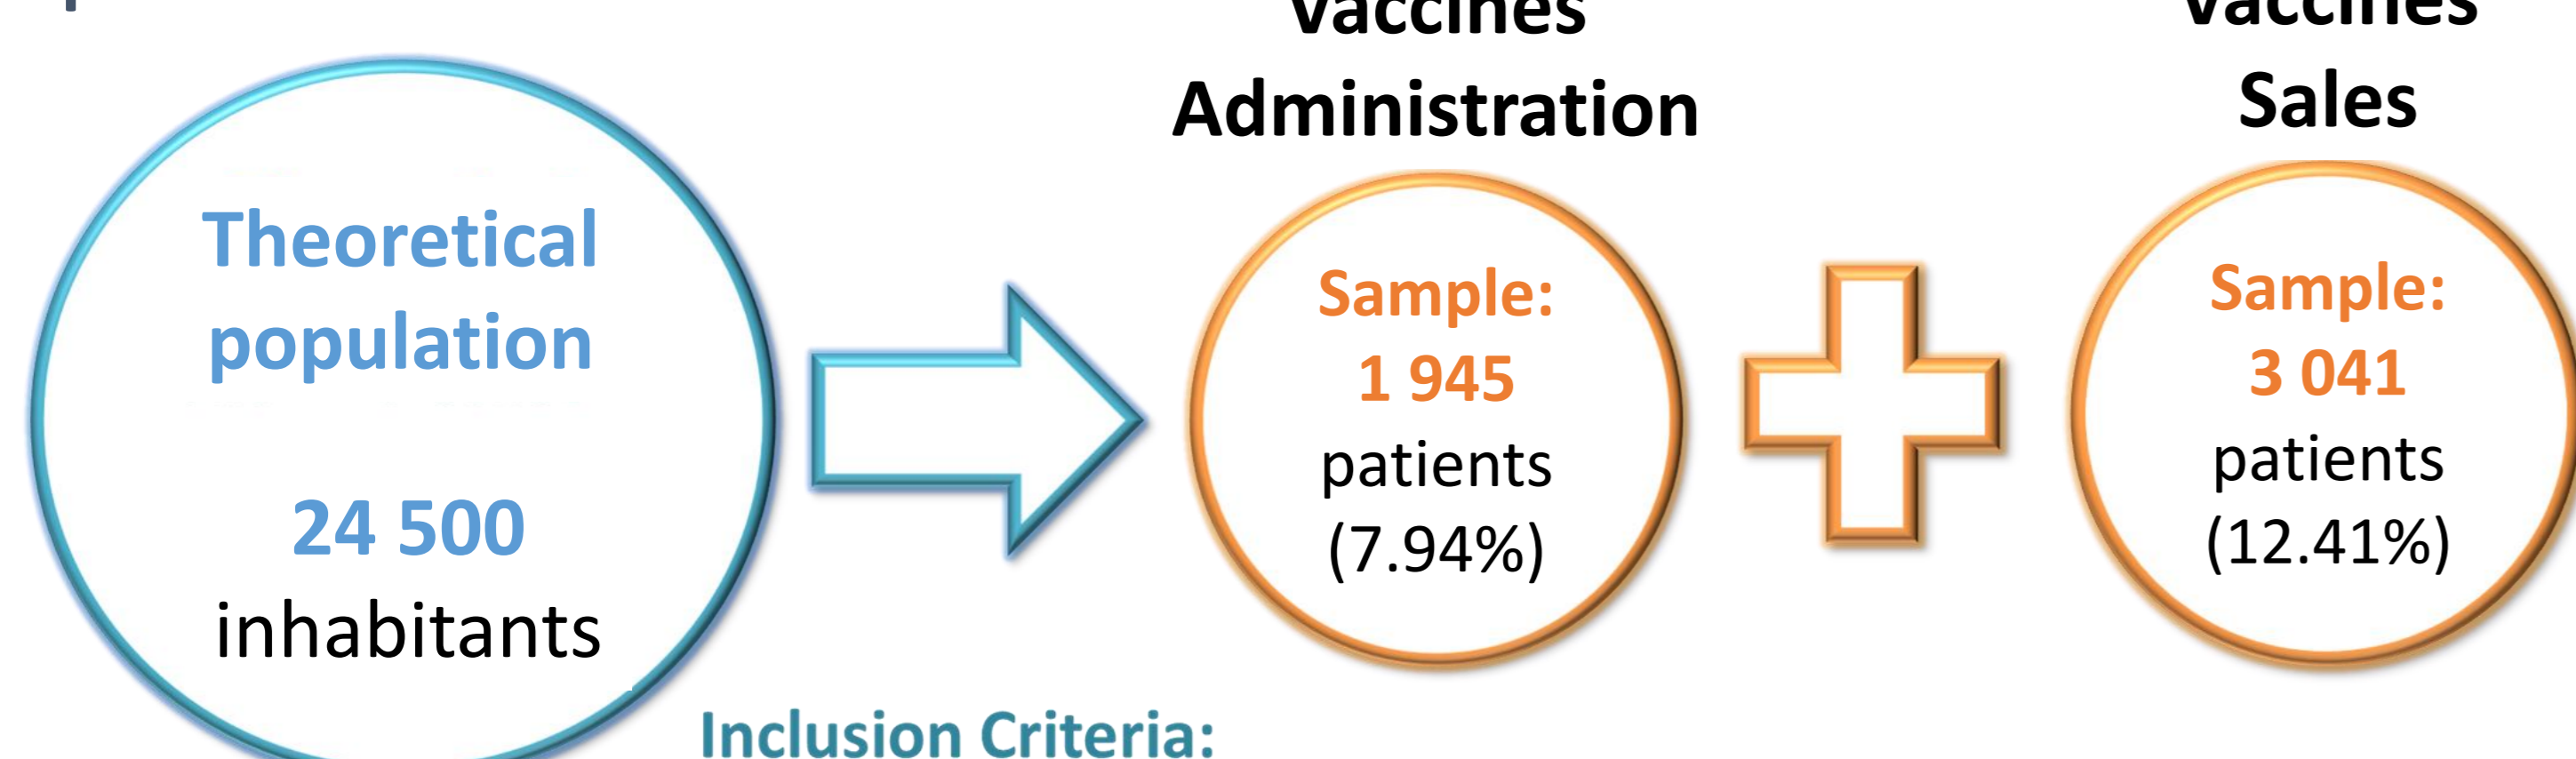 Theoretical
population
24 500
inhabitants
Vaccines
Administration
Sample:
1 945
patients
(7.94%)
Vaccines
Sales
Sample:
3 041
patients
(12.41%)
Inclusion Criteria: